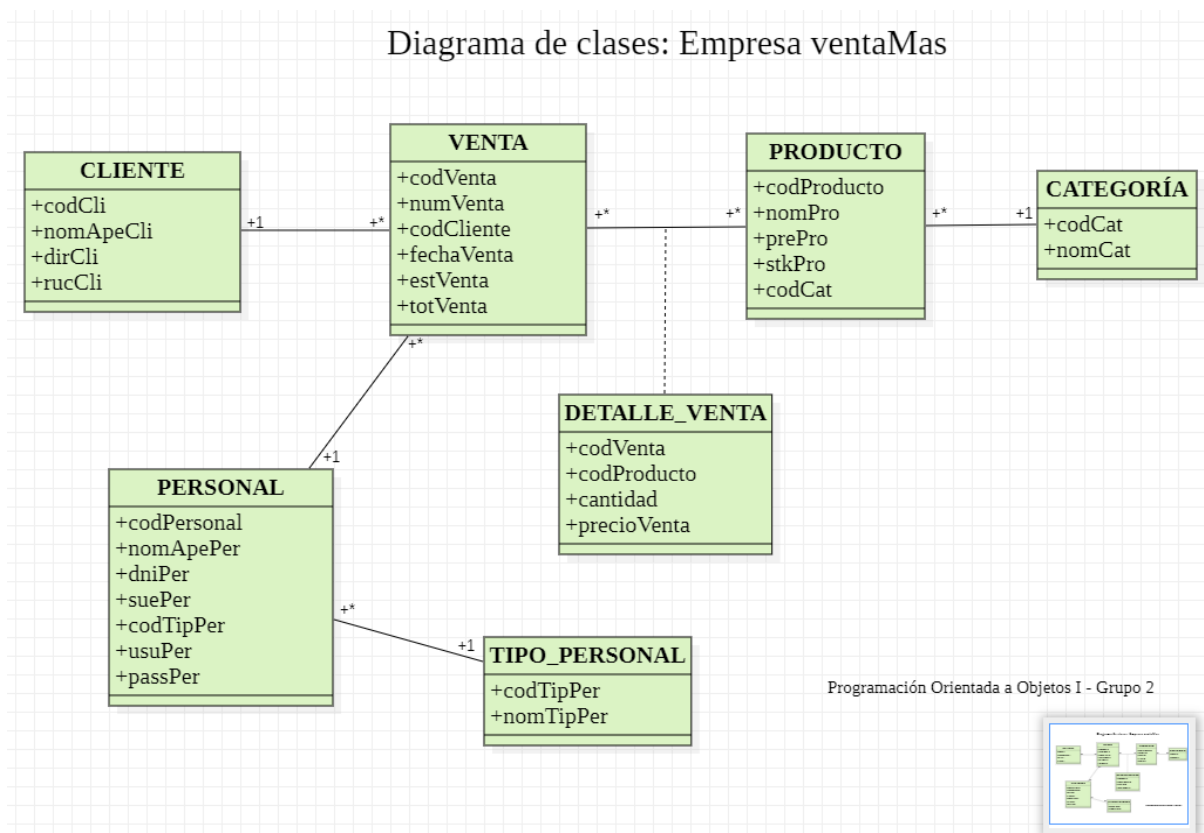 Diagrama de clases: Empresa ventaMas
CLIENTE
+codCli
+nomApeCli
+dirCli
+rucCli
+1
+*
VENTA
+codVenta
+numVenta
+codCliente
+fechaVenta
+estVenta
+totVenta
+*
+*
PRODUCTO
+codProducto
+nomPro
+prePro
+stkPro
+codCat
+*
+1
CATEGORÍA
+codCat
+nomCat
+*
+1
DETALLE_VENTA
+codVenta
+codProducto
+cantidad
+precioVenta
PERSONAL
+codPersonal
+nomApePer
+dniPer
+suePer
+codTipPer
+usuPer
+passPer
+*
+1
TIPO_PERSONAL
+codTipPer
+nomTipPer
Programación Orientada a Objetos I - Grupo 2